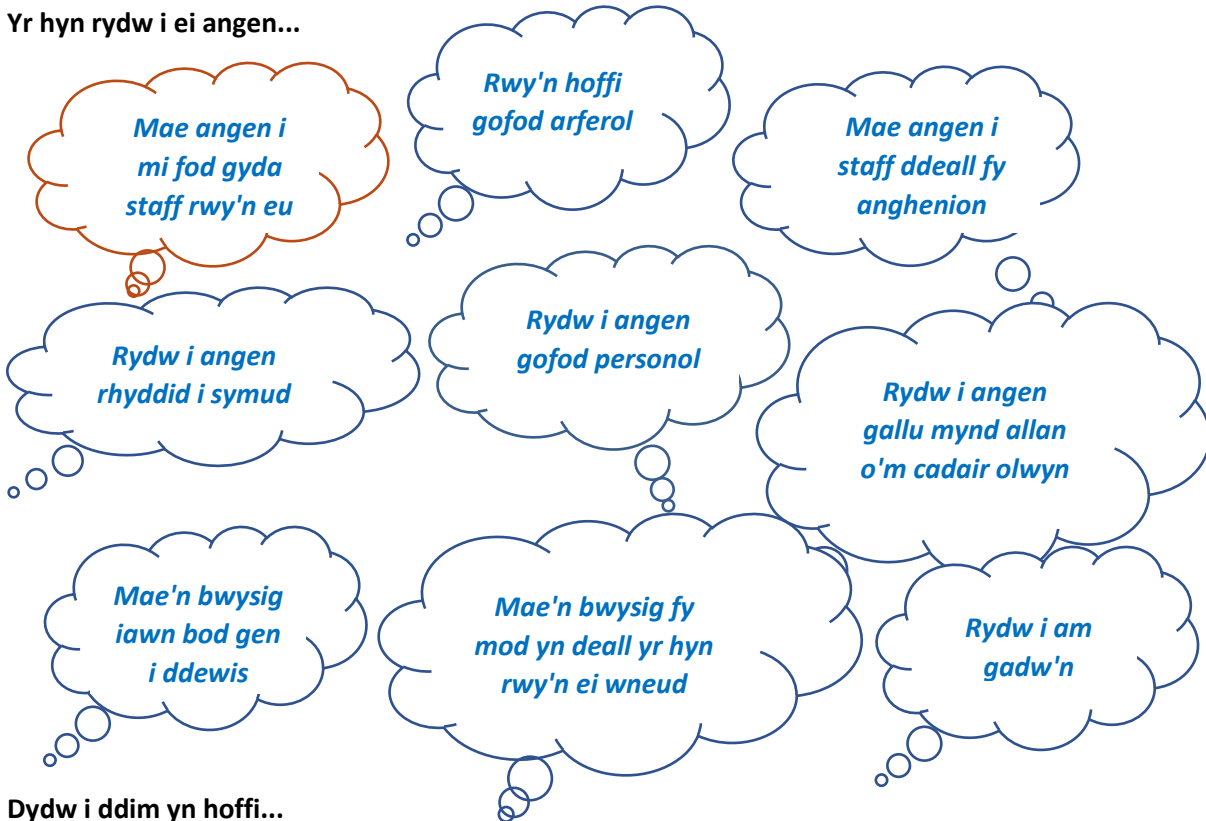 Yr hyn rydw i ei angen...
Mae angen i
mi fod gyda
staff rwy'n eu
Rwy'n hoffi
gofod arferol
Mae angen i
staff ddeall fy
anghenion
Rydw i angen
rhyddid i symud
Rydw i angen
gofod personol
Rydw i angen
gallu mynd allan
o'm cadair olwyn
Mae'n bwysig
iawn bod gen
i ddewis
Mae'n bwysig fy
mod yn deall yr hyn
rwy'n ei wneud
Rydw i am
gadw'n
Dydw i ddim yn hoffi...